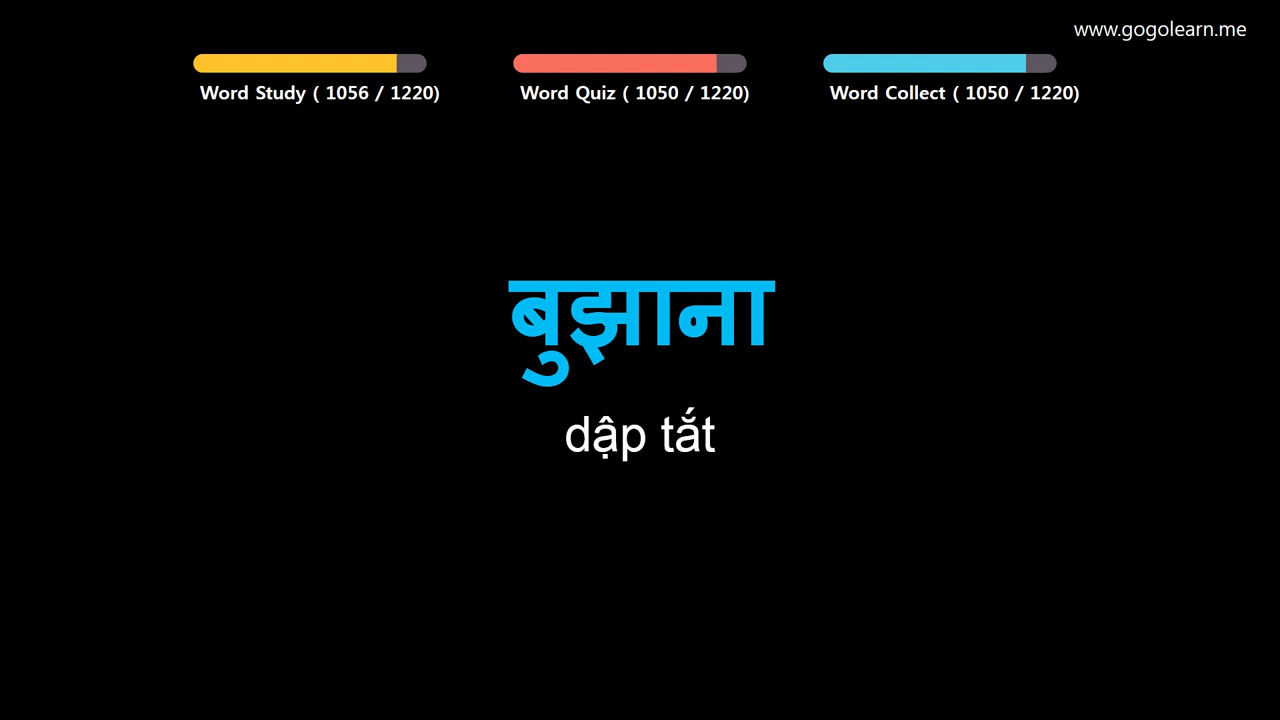 www.gogolearn.me
Word Study ( 1056 / 1220)
Word Quiz ( 1050 / 1220)
Word Collect ( 1050 / 1220)
बुझाना
dập tắt